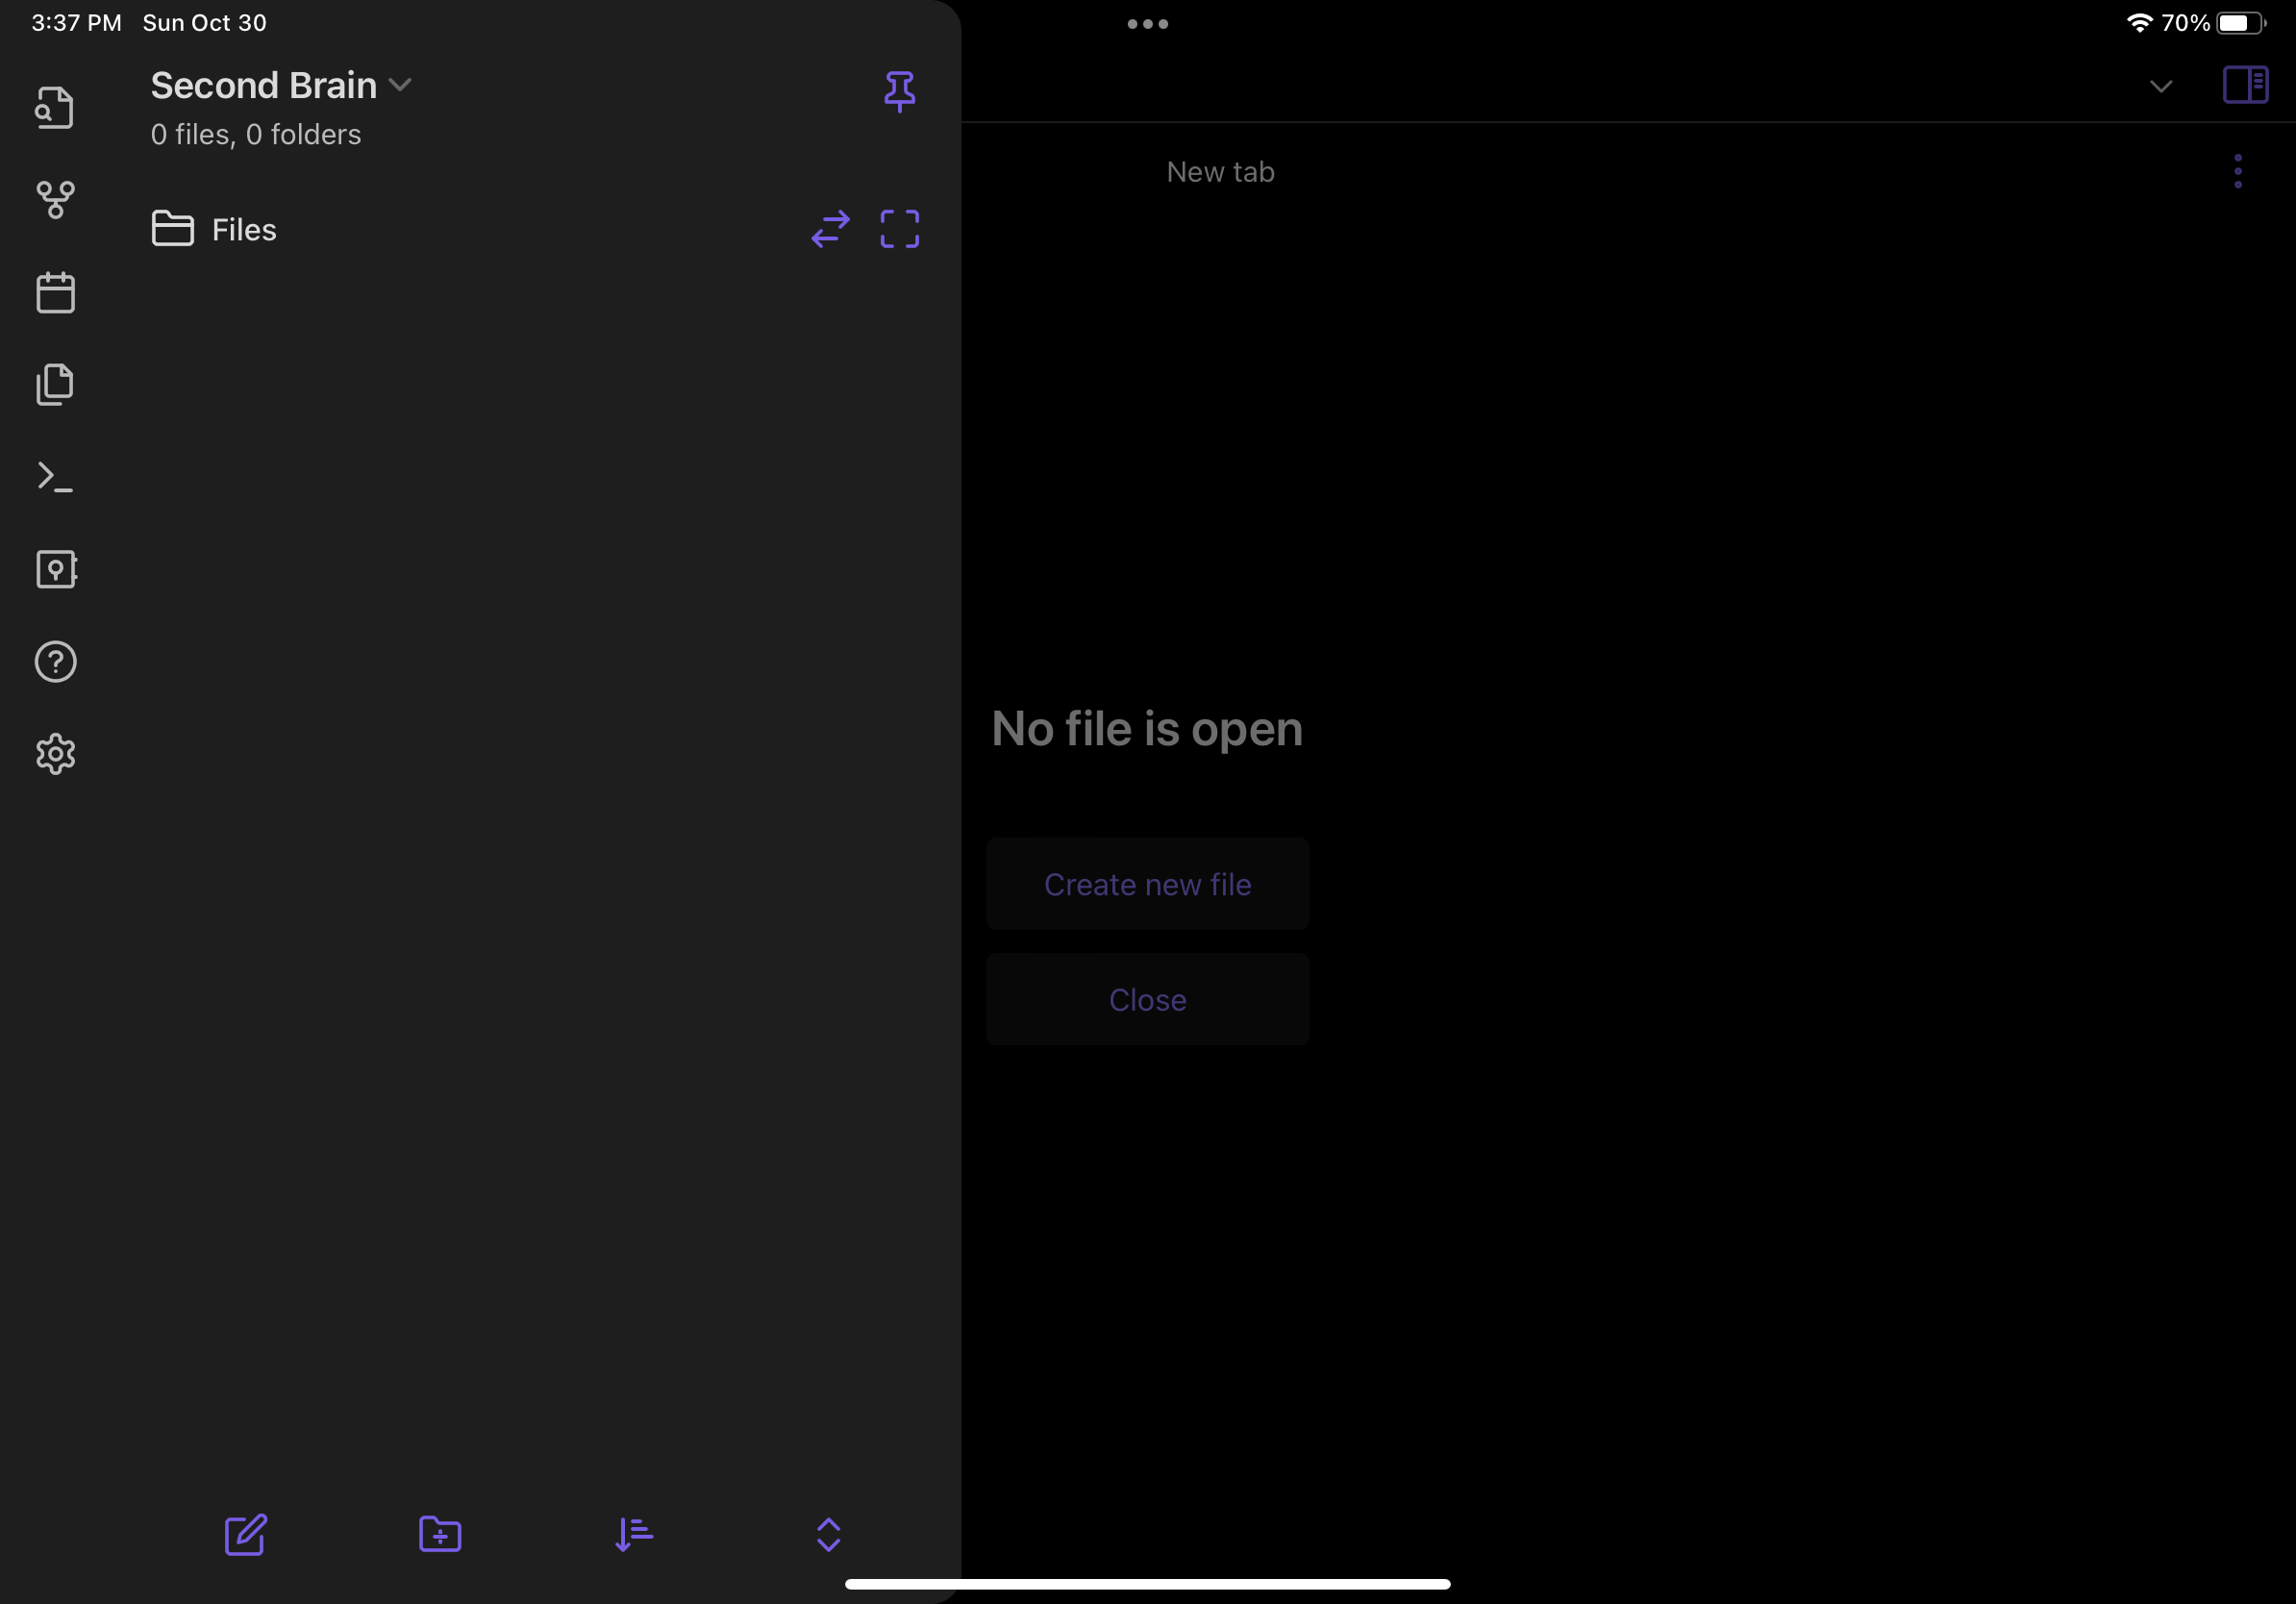 3:37 PM Sun Oct 30
70%
Second Brain
0 files, 0 folders
Files
New tab
No file is open
Create new file
Close